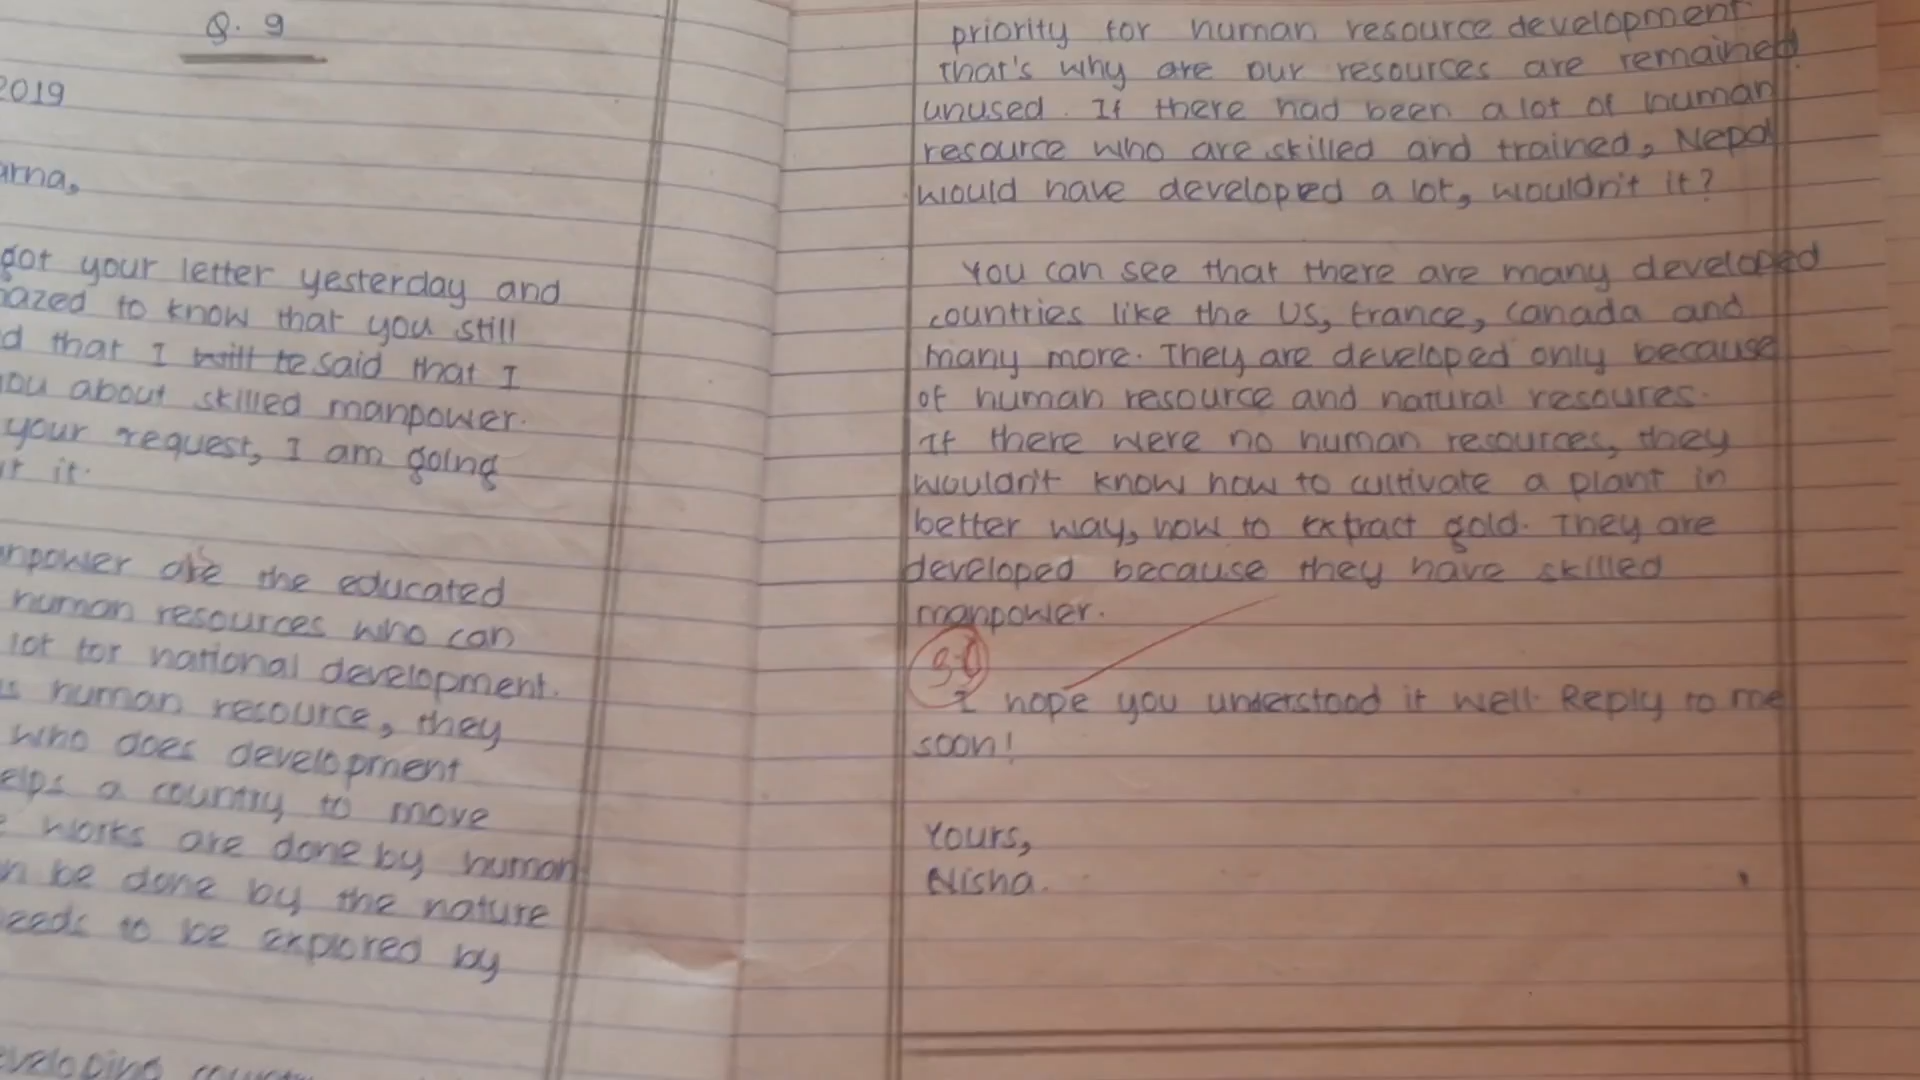 Q. 9
2019
arna,
got your letter yesterday and
azed to know that you still
d that I will te said that I
ou about skilled manpower.
your request, I am going
it.
npower are the educated
human resources who can
lot for national development.
human resource, they
who does development
elps a country to move
works are done by human
n be done by the nature
eeds to be explored by
eveloping
priority for human resource development
that's why are our resources are remained
unused. If there had been a lot of human
resource who are skilled and trained, Nepal
would have developed a lot, wouldn't it?
You can see that there are many developed
countries like the US, France, Canada and
many more. They are developed only because
of human resource and natural resoures.
If there were no human resources, they
wouldn't know how to cultivate a plant in
better way, how to extract gold. They are
developed because they have skilled
manpower.
I hope you understood it well. Reply to me
soon!
Yours,
Nisha.